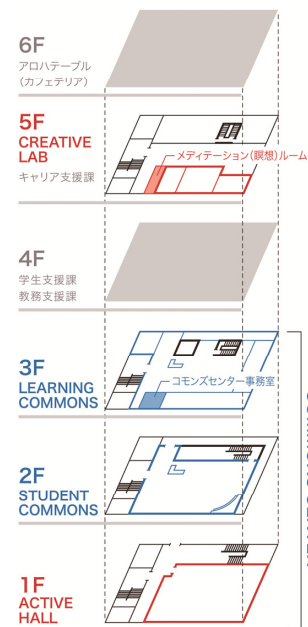 6F
アロハテーブル
（カフェテリア）
5F
CREATIVE
LAB
キャリア支援課
メディテーション（瞑想）ルーム
4F
学生支援課
教務支援課
3F
LEARNING
COMMONS
コモンズセンター事務室
2F
STUDENT
COMMONS
1F
ACTIVE
HALL